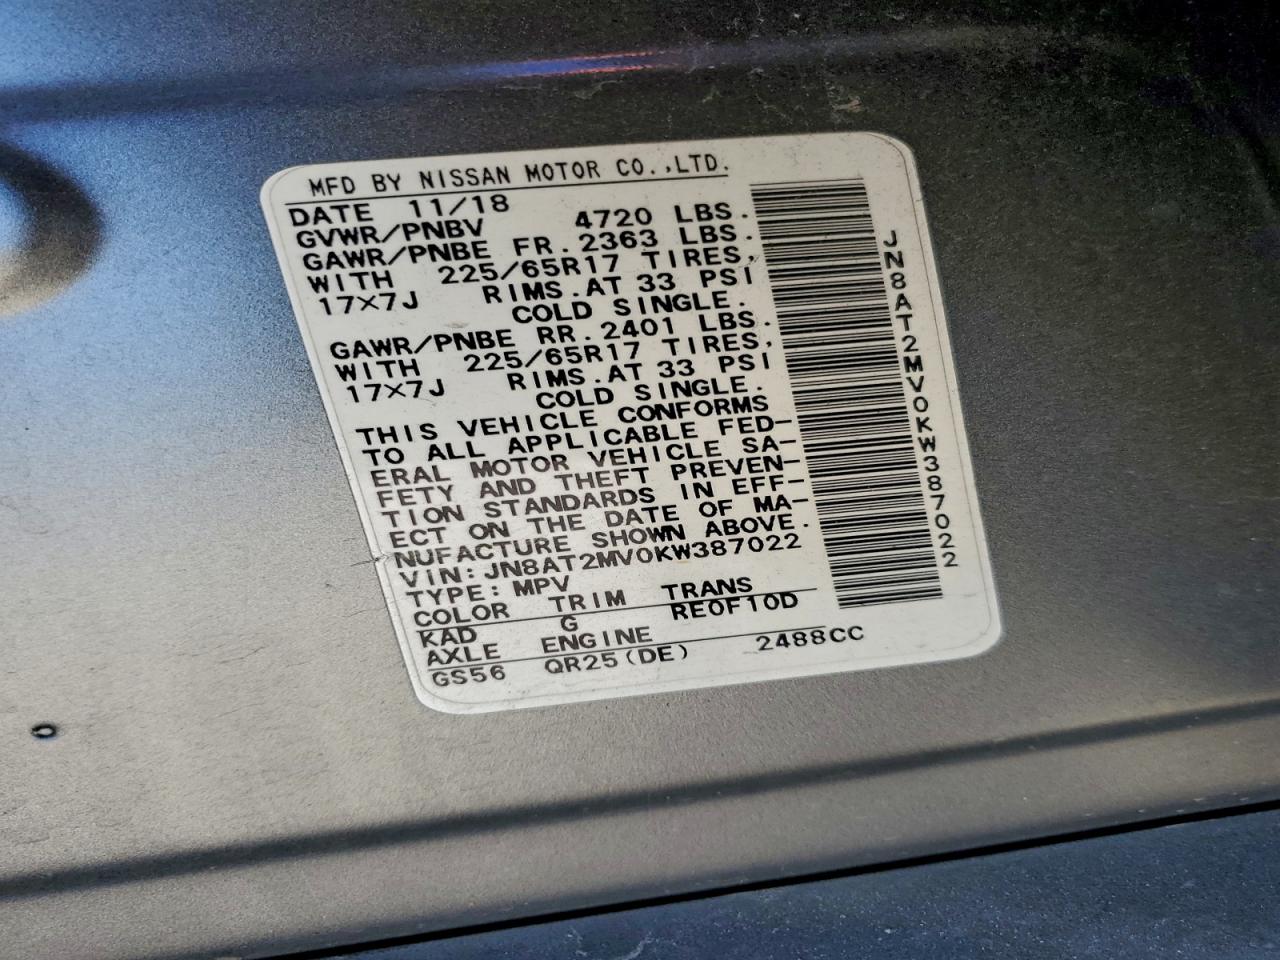 MFD BY NISSAN MOTOR CO.,LTD.
DATE 11/18
GVWR/PNBV 4720 LBS.
GAWR/PNBE FR. 2363 LBS.
WITH 225/65R17 TIRES,
17×7J RIMS.AT 33 PSI
COLD SINGLE.
GAWR/PNBE RR. 2401 LBS.
WITH 225/65R17 TIRES,
17×7J RIMS.AT 33 PSI
COLD SINGLE.
THIS VEHICLE CONFORMS
TO ALL APPLICABLE FED-
ERAL MOTOR VEHICLE SA-
FETY AND THEFT PREVEN-
TION STANDARDS IN EFF-
ECT ON THE DATE OF MA-
NUFACTURE SHOWN ABOVE.
VIN:JN8AT2MV0KW387022
TYPE:MPV
COLOR TRIM TRANS
KAD G RE0F10D
AXLE ENGINE
GS56 QR25(DE) 2488CC
JN8AT2MV0KW387022